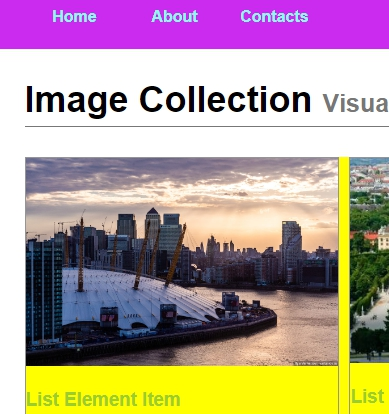 Home About Contacts
Image Collection Visua
List Element Item
List